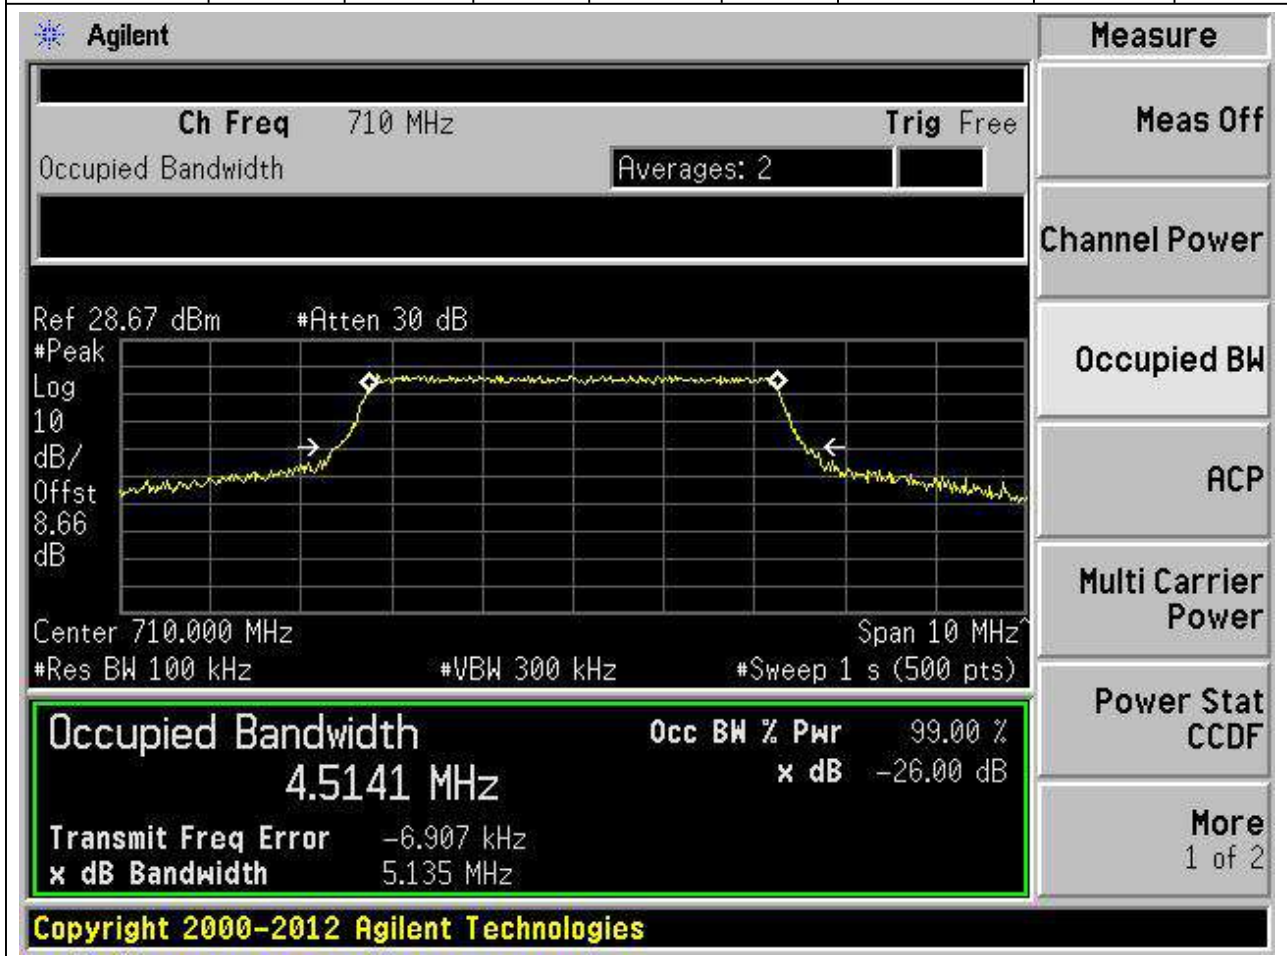 Agilent
Measure
Ch Freq 710 MHz Trig Free
Occupied Bandwidth Averages: 2
Meas Off
Channel Power
Occupied BW
ACP
Multi Carrier
Power
Power Stat
CCDF
More
1 of 2
Ref 28.67 dBm #Atten 30 dB
#Peak
Log
10
dB/
Offst
8.66
dB
Center 710.000 MHz Span 10 MHz^
#Res BW 100 kHz #VBW 300 kHz #Sweep 1 s (500 pts)
Occupied Bandwidth Occ BW % Pwr 99.00 %
4.5141 MHz x dB -26.00 dB
Transmit Freq Error -6.907 kHz
x dB Bandwidth 5.135 MHz
Copyright 2000-2012 Agilent Technologies